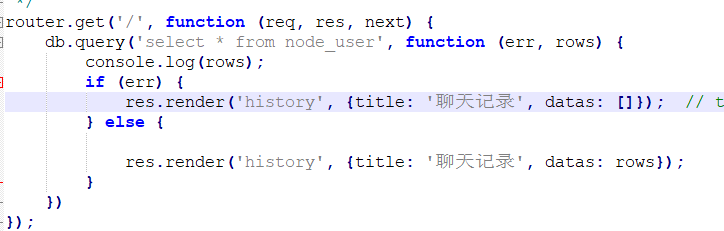 */
router.get('/', function (req, res, next) {
    db.query('select * from node_user', function (err, rows) {
        console.log(rows);
        if (err) {
            res.render('history', {title: '聊天记录', datas: []});  // t
        } else {

            res.render('history', {title: '聊天记录', datas: rows});
        }
    })
});